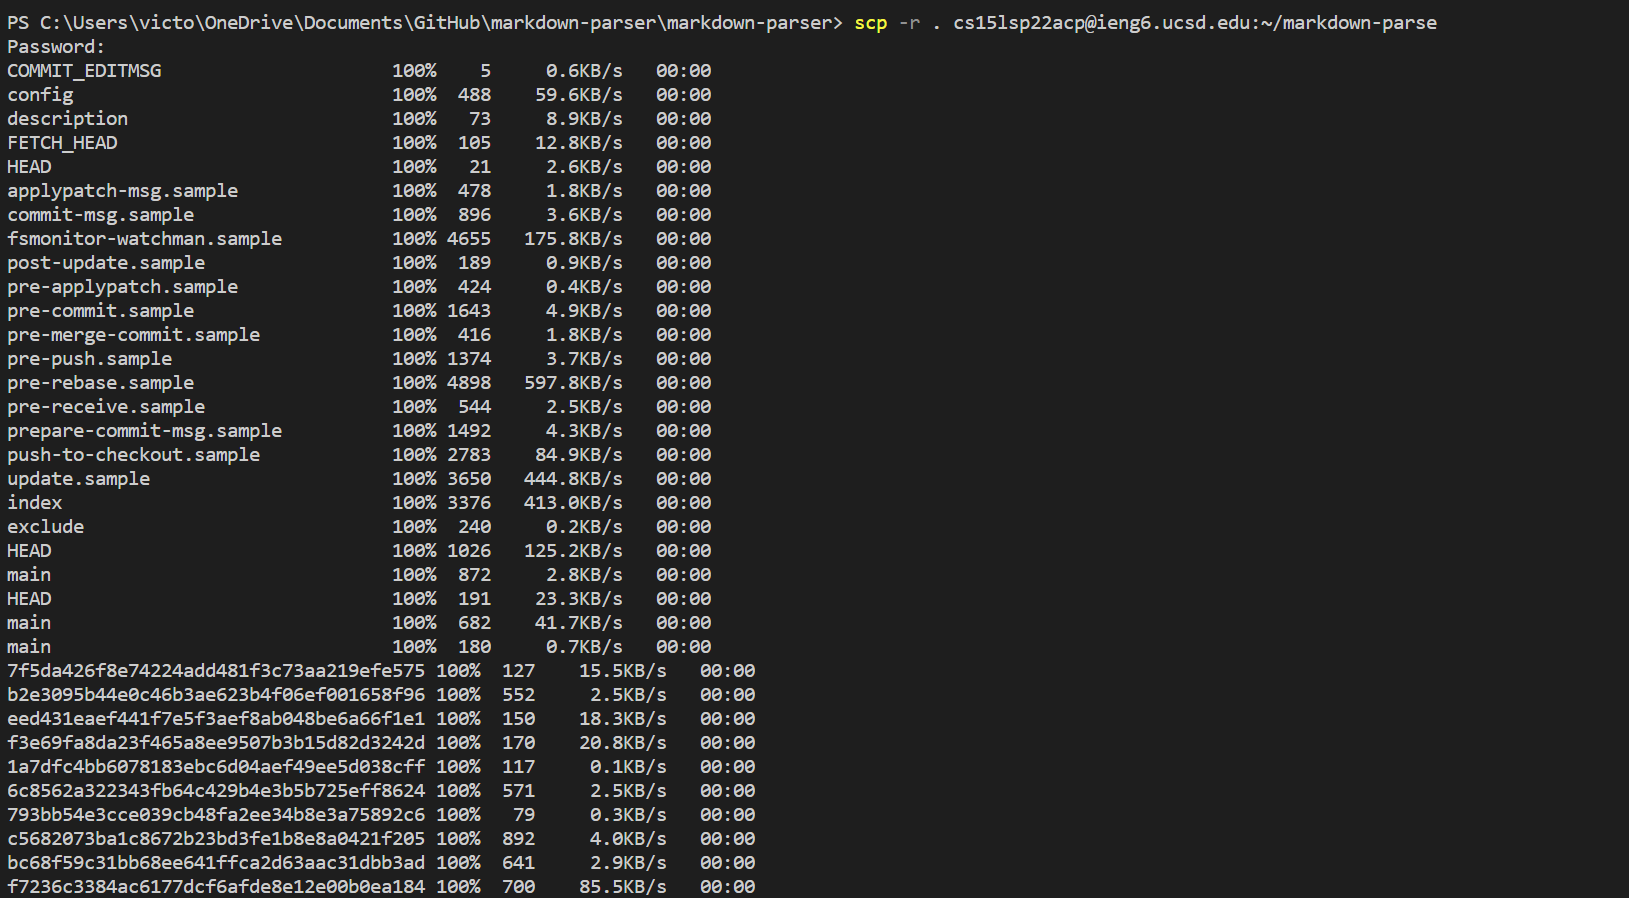 PS C:\Users\victo\OneDrive\Documents\GitHub\markdown-parser\markdown-parser> scp -r . cs15lsp22acp@ieng6.ucsd.edu:~/markdown-parse
Password:
COMMIT_EDITMSG 100% 5 0.6KB/s 00:00
config 100% 488 59.6KB/s 00:00
description 100% 73 8.9KB/s 00:00
FETCH_HEAD 100% 105 12.8KB/s 00:00
HEAD 100% 21 2.6KB/s 00:00
applypatch-msg.sample 100% 478 1.8KB/s 00:00
commit-msg.sample 100% 896 3.6KB/s 00:00
fsmonitor-watchman.sample 100% 4655 175.8KB/s 00:00
post-update.sample 100% 189 0.9KB/s 00:00
pre-applypatch.sample 100% 424 0.4KB/s 00:00
pre-commit.sample 100% 1643 4.9KB/s 00:00
pre-merge-commit.sample 100% 416 1.8KB/s 00:00
pre-push.sample 100% 1374 3.7KB/s 00:00
pre-rebase.sample 100% 4898 597.8KB/s 00:00
pre-receive.sample 100% 544 2.5KB/s 00:00
prepare-commit-msg.sample 100% 1492 4.3KB/s 00:00
push-to-checkout.sample 100% 2783 84.9KB/s 00:00
update.sample 100% 3650 444.8KB/s 00:00
index 100% 3376 413.0KB/s 00:00
exclude 100% 240 0.2KB/s 00:00
HEAD 100% 1026 125.2KB/s 00:00
main 100% 872 2.8KB/s 00:00
HEAD 100% 191 23.3KB/s 00:00
main 100% 682 41.7KB/s 00:00
main 100% 180 0.7KB/s 00:00
7f5da426f8e74224add481f3c73aa219efe575 100% 127 15.5KB/s 00:00
b2e3095b44e0c46b3ae623b4f06ef001658f96 100% 552 2.5KB/s 00:00
eed431eaef441f7e5f3aef8ab048be6a66f1e1 100% 150 18.3KB/s 00:00
f3e69fa8da23f465a8ee9507b3b15d82d3242d 100% 170 20.8KB/s 00:00
1a7dfc4bb6078183ebc6d04aef49ee5d038cff 100% 117 0.1KB/s 00:00
6c8562a322343fb64c429b4e3b5b725eff8624 100% 571 2.5KB/s 00:00
793bb54e3cce039cb48fa2ee34b8e3a75892c6 100% 79 0.3KB/s 00:00
c5682073ba1c8672b23bd3fe1b8e8a0421f205 100% 892 4.0KB/s 00:00
bc68f59c31bb68ee641ffca2d63aac31dbb3ad 100% 641 2.9KB/s 00:00
f7236c3384ac6177dcf6afde8e12e00b0ea184 100% 700 85.5KB/s 00:00